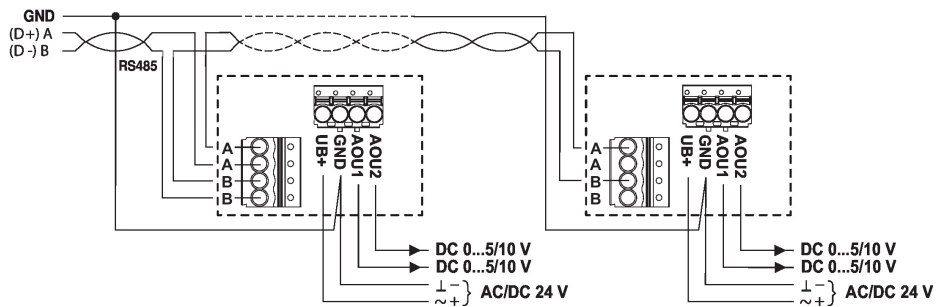 GND
(D+) A
(D -) B
RS485
A
A
B
B
UB+
GND
AOU1
AOU2
DC 0...5/10 V
DC 0...5/10 V
⊥ −
~ +
} AC/DC 24 V
A
A
B
B
UB+
GND
AOU1
AOU2
DC 0...5/10 V
DC 0...5/10 V
⊥ −
~ +
} AC/DC 24 V